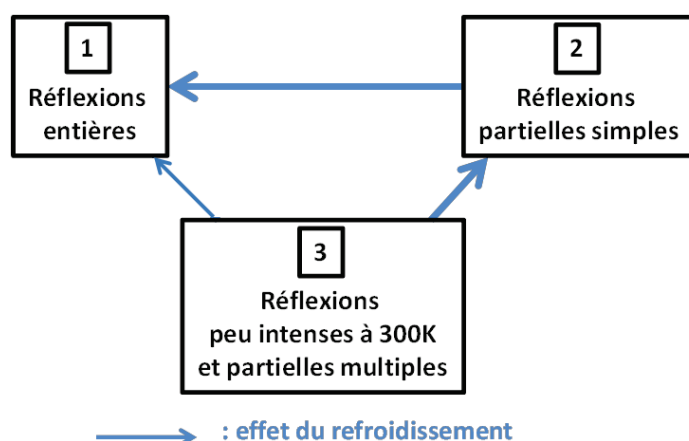 1
Réflexions
entières
2
Réflexions
partielles simples
3
Réflexions
peu intenses à 300K
et partielles multiples
: effet du refroidissement